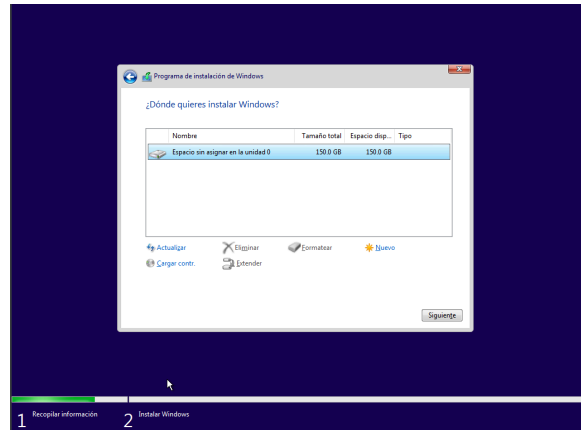 Programa de instalación de Windows
¿Dónde quieres instalar Windows?
Nombre Tamaño total Espacio disp... Tipo
Espacio sin asignar en la unidad 0 150.0 GB 150.0 GB
Actualizar Eliminar Formatear Nuevo
Cargar contr. Extender
Siguiente
1 Recopilar información 2 Instalar Windows